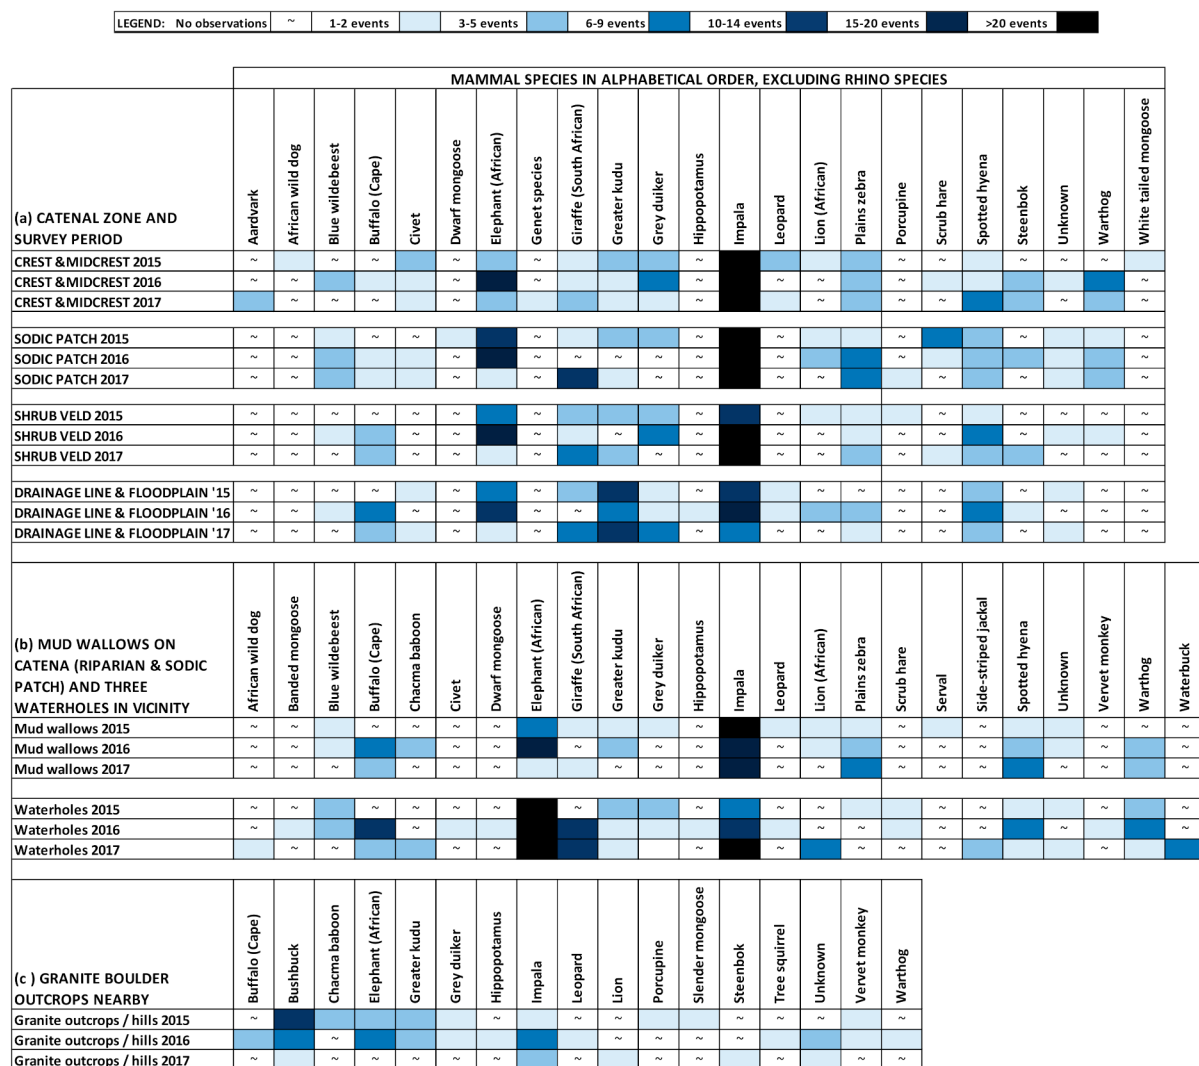 LEGEND: No observations ~ 1-2 events 3-5 events 6-9 events 10-14 events 15-20 events >20 events
MAMMAL SPECIES IN ALPHABETICAL ORDER, EXCLUDING RHINO SPECIES
(a) CATENAL ZONE AND
SURVEY PERIOD
Aardvark
African wild dog
Blue wildebeest
Buffalo (Cape)
Civet
Dwarf mongoose
Elephant (African)
Genet species
Giraffe (South African)
Greater kudu
Grey duiker
Hippopotamus
Impala
Leopard
Lion (African)
Plains zebra
Porcupine
Scrub hare
Spotted hyena
Steenbok
Unknown
Warthog
White tailed mongoose
CREST &MIDCREST 2015 ~ ~ ~ ~ ~ ~ ~ ~ ~ ~ ~
CREST &MIDCREST 2016 ~ ~ ~ ~ ~ ~ ~ ~
CREST &MIDCREST 2017 ~ ~ ~ ~ ~ ~ ~ ~ ~ ~
SODIC PATCH 2015 ~ ~ ~ ~ ~ ~ ~ ~ ~ ~
SODIC PATCH 2016 ~ ~ ~ ~ ~ ~ ~ ~ ~ ~ ~
SODIC PATCH 2017 ~ ~ ~ ~ ~ ~ ~ ~ ~ ~ ~
SHRUB VELD 2015 ~ ~ ~ ~ ~ ~ ~ ~ ~ ~ ~ ~ ~ ~
SHRUB VELD 2016 ~ ~ ~ ~ ~ ~ ~ ~ ~ ~ ~ ~ ~
SHRUB VELD 2017 ~ ~ ~ ~ ~ ~ ~ ~ ~ ~ ~ ~ ~ ~
DRAINAGE LINE & FLOODPLAIN '15 ~ ~ ~ ~ ~ ~ ~ ~ ~ ~ ~ ~ ~ ~
DRAINAGE LINE & FLOODPLAIN '16 ~ ~ ~ ~ ~ ~ ~ ~ ~ ~ ~
DRAINAGE LINE & FLOODPLAIN '17 ~ ~ ~ ~ ~ ~ ~ ~ ~ ~ ~ ~ ~ ~
(b) MUD WALLOWS ON
CATENA (RIPARIAN & SODIC
PATCH) AND THREE
WATERHOLES IN VICINITY
African wild dog
Banded mongoose
Blue wildebeest
Buffalo (Cape)
Chacma baboon
Civet
Dwarf mongoose
Elephant (African)
Giraffe (South African)
Greater kudu
Grey duiker
Hippopotamus
Impala
Leopard
Lion (African)
Plains zebra
Scrub hare
Serval
Side-striped jackal
Spotted hyena
Unknown
Vervet monkey
Warthog
Waterbuck
Mud wallows 2015 ~ ~ ~ ~ ~ ~ ~ ~ ~ ~ ~ ~
Mud wallows 2016 ~ ~ ~ ~ ~ ~ ~ ~ ~ ~ ~ ~
Mud wallows 2017 ~ ~ ~ ~ ~ ~ ~ ~ ~ ~ ~ ~ ~ ~ ~ ~ ~
Waterholes 2015 ~ ~ ~ ~ ~ ~ ~ ~ ~ ~ ~ ~ ~ ~
Waterholes 2016 ~ ~ ~ ~ ~ ~ ~ ~
Waterholes 2017 ~ ~ ~ ~ ~ ~ ~ ~ ~ ~
(c ) GRANITE BOULDER
OUTCROPS NEARBY
Buffalo (Cape)
Bushbuck
Chacma baboon
Elephant (African)
Greater kudu
Grey duiker
Hippopotamus
Impala
Leopard
Lion
Porcupine
Slender mongoose
Steenbok
Tree squirrel
Unknown
Vervet monkey
Warthog
Granite outcrops / hills 2015 ~ ~ ~ ~ ~ ~ ~ ~
Granite outcrops / hills 2016 ~ ~ ~ ~ ~
Granite outcrops / hills 2017 ~ ~ ~ ~ ~ ~ ~ ~ ~ ~ ~ ~ ~